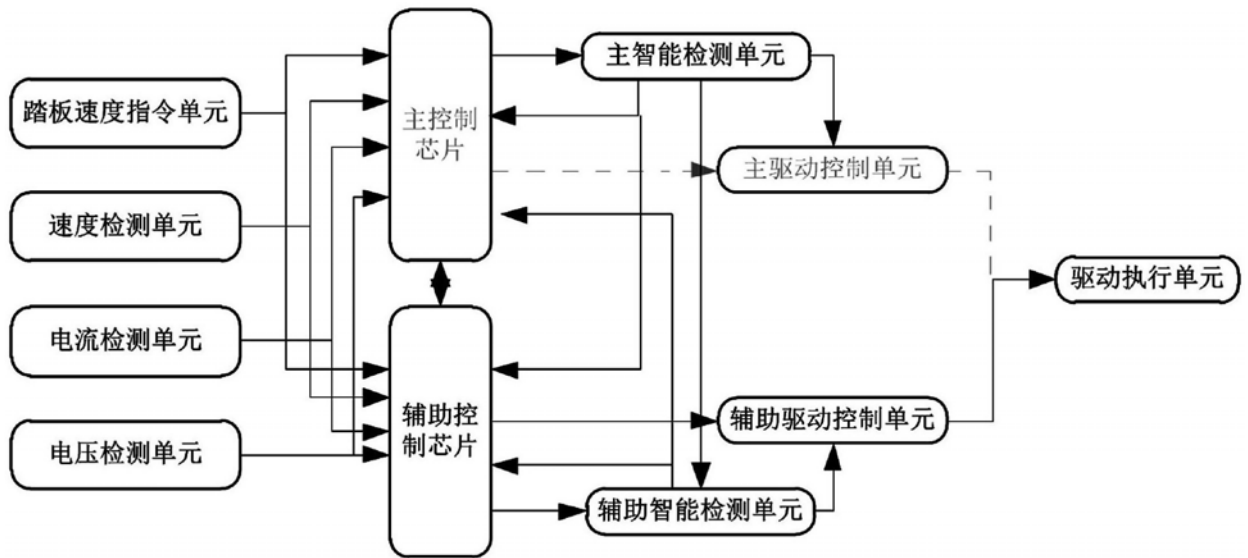 踏板速度指令单元
速度检测单元
电流检测单元
电压检测单元
主控制
芯片
辅助控
制芯片
主智能检测单元
主驱动控制单元
驱动执行单元
辅助驱动控制单元
辅助智能检测单元